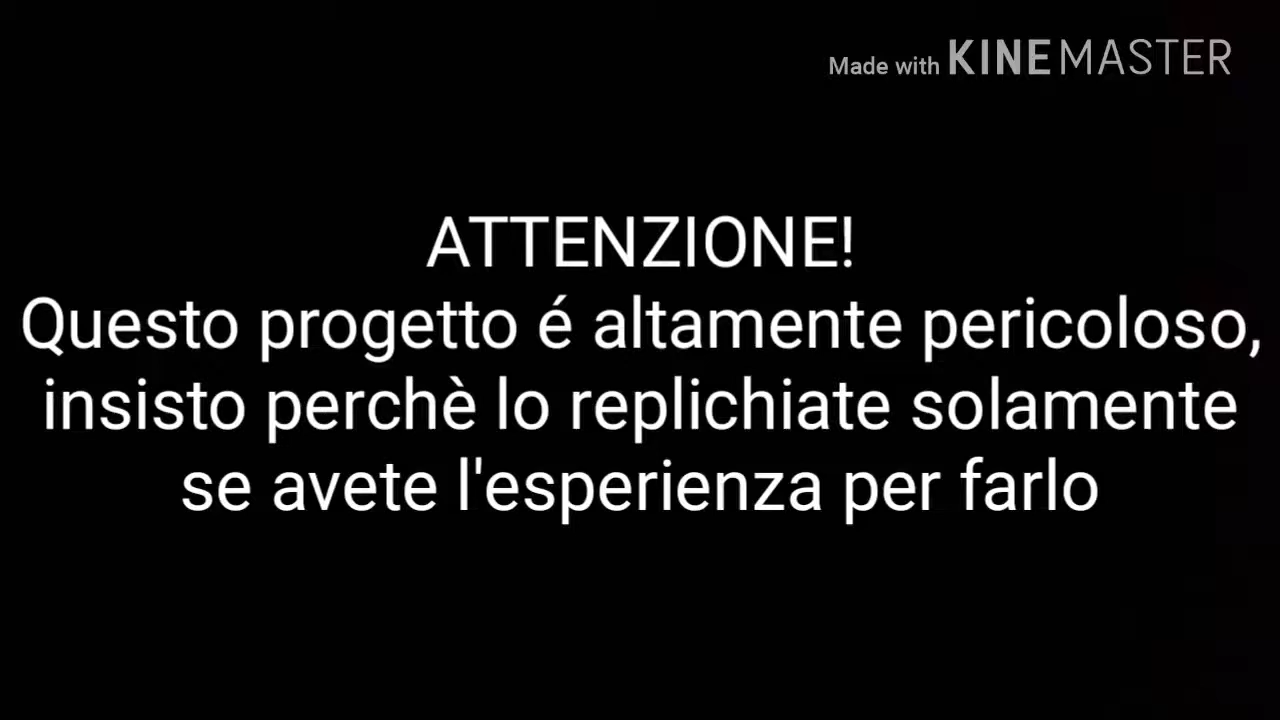 Made with KINEMASTER
ATTENZIONE!
Questo progetto é altamente pericoloso,
insisto perchè lo replichiate solamente
se avete l'esperienza per farlo